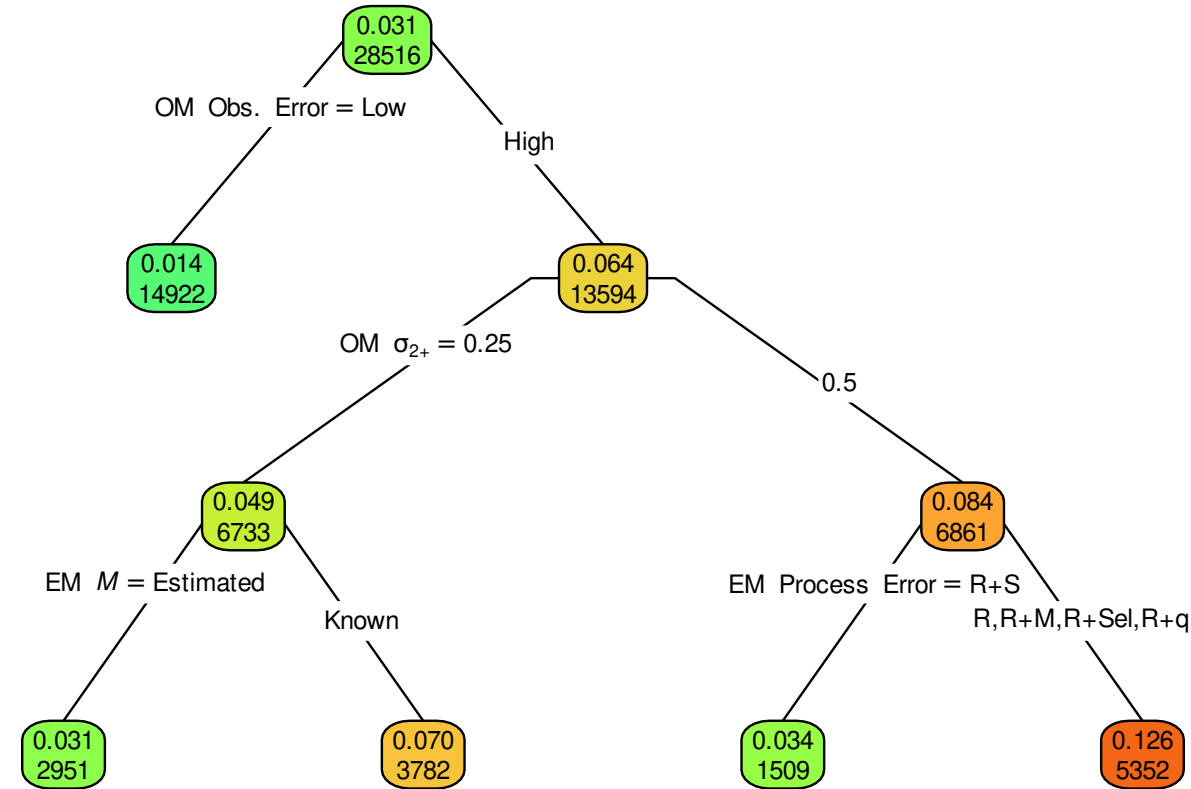 0.031
28516
OM Obs. Error = Low
High
0.014
14922
0.064
13594
OM σ₂₊ = 0.25
0.5
0.049
6733
0.084
6861
EM M = Estimated
Known
EM Process Error = R+S
R,R+M,R+Sel,R+q
0.031
2951
0.070
3782
0.034
1509
0.126
5352